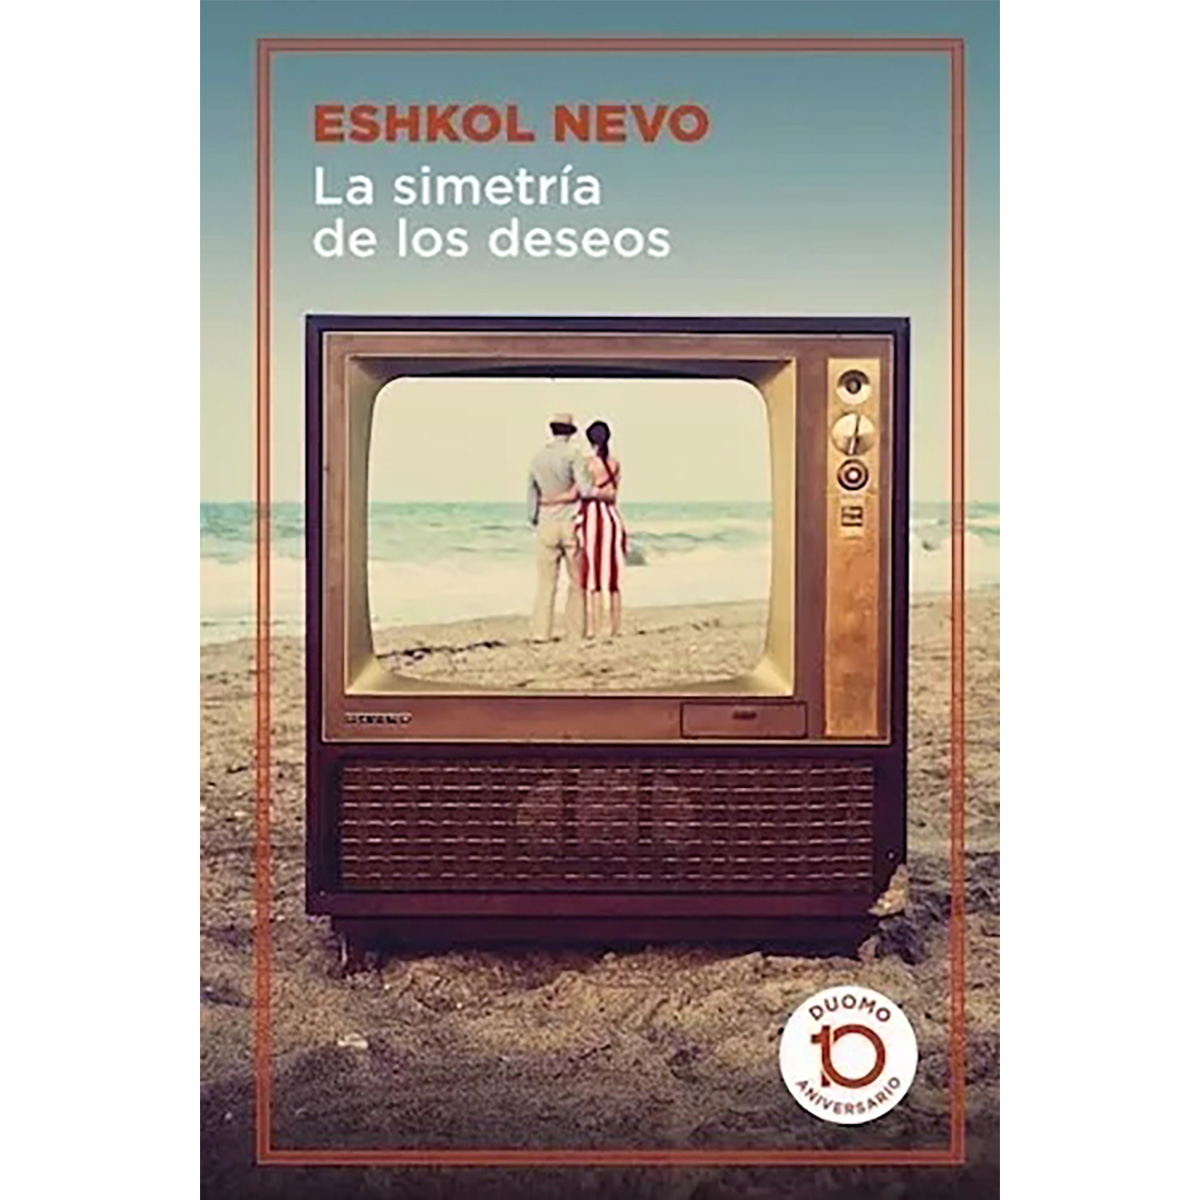 ESHKOL NEVO
La simetría
de los deseos
DUOMO
10
ANIVERSARIO